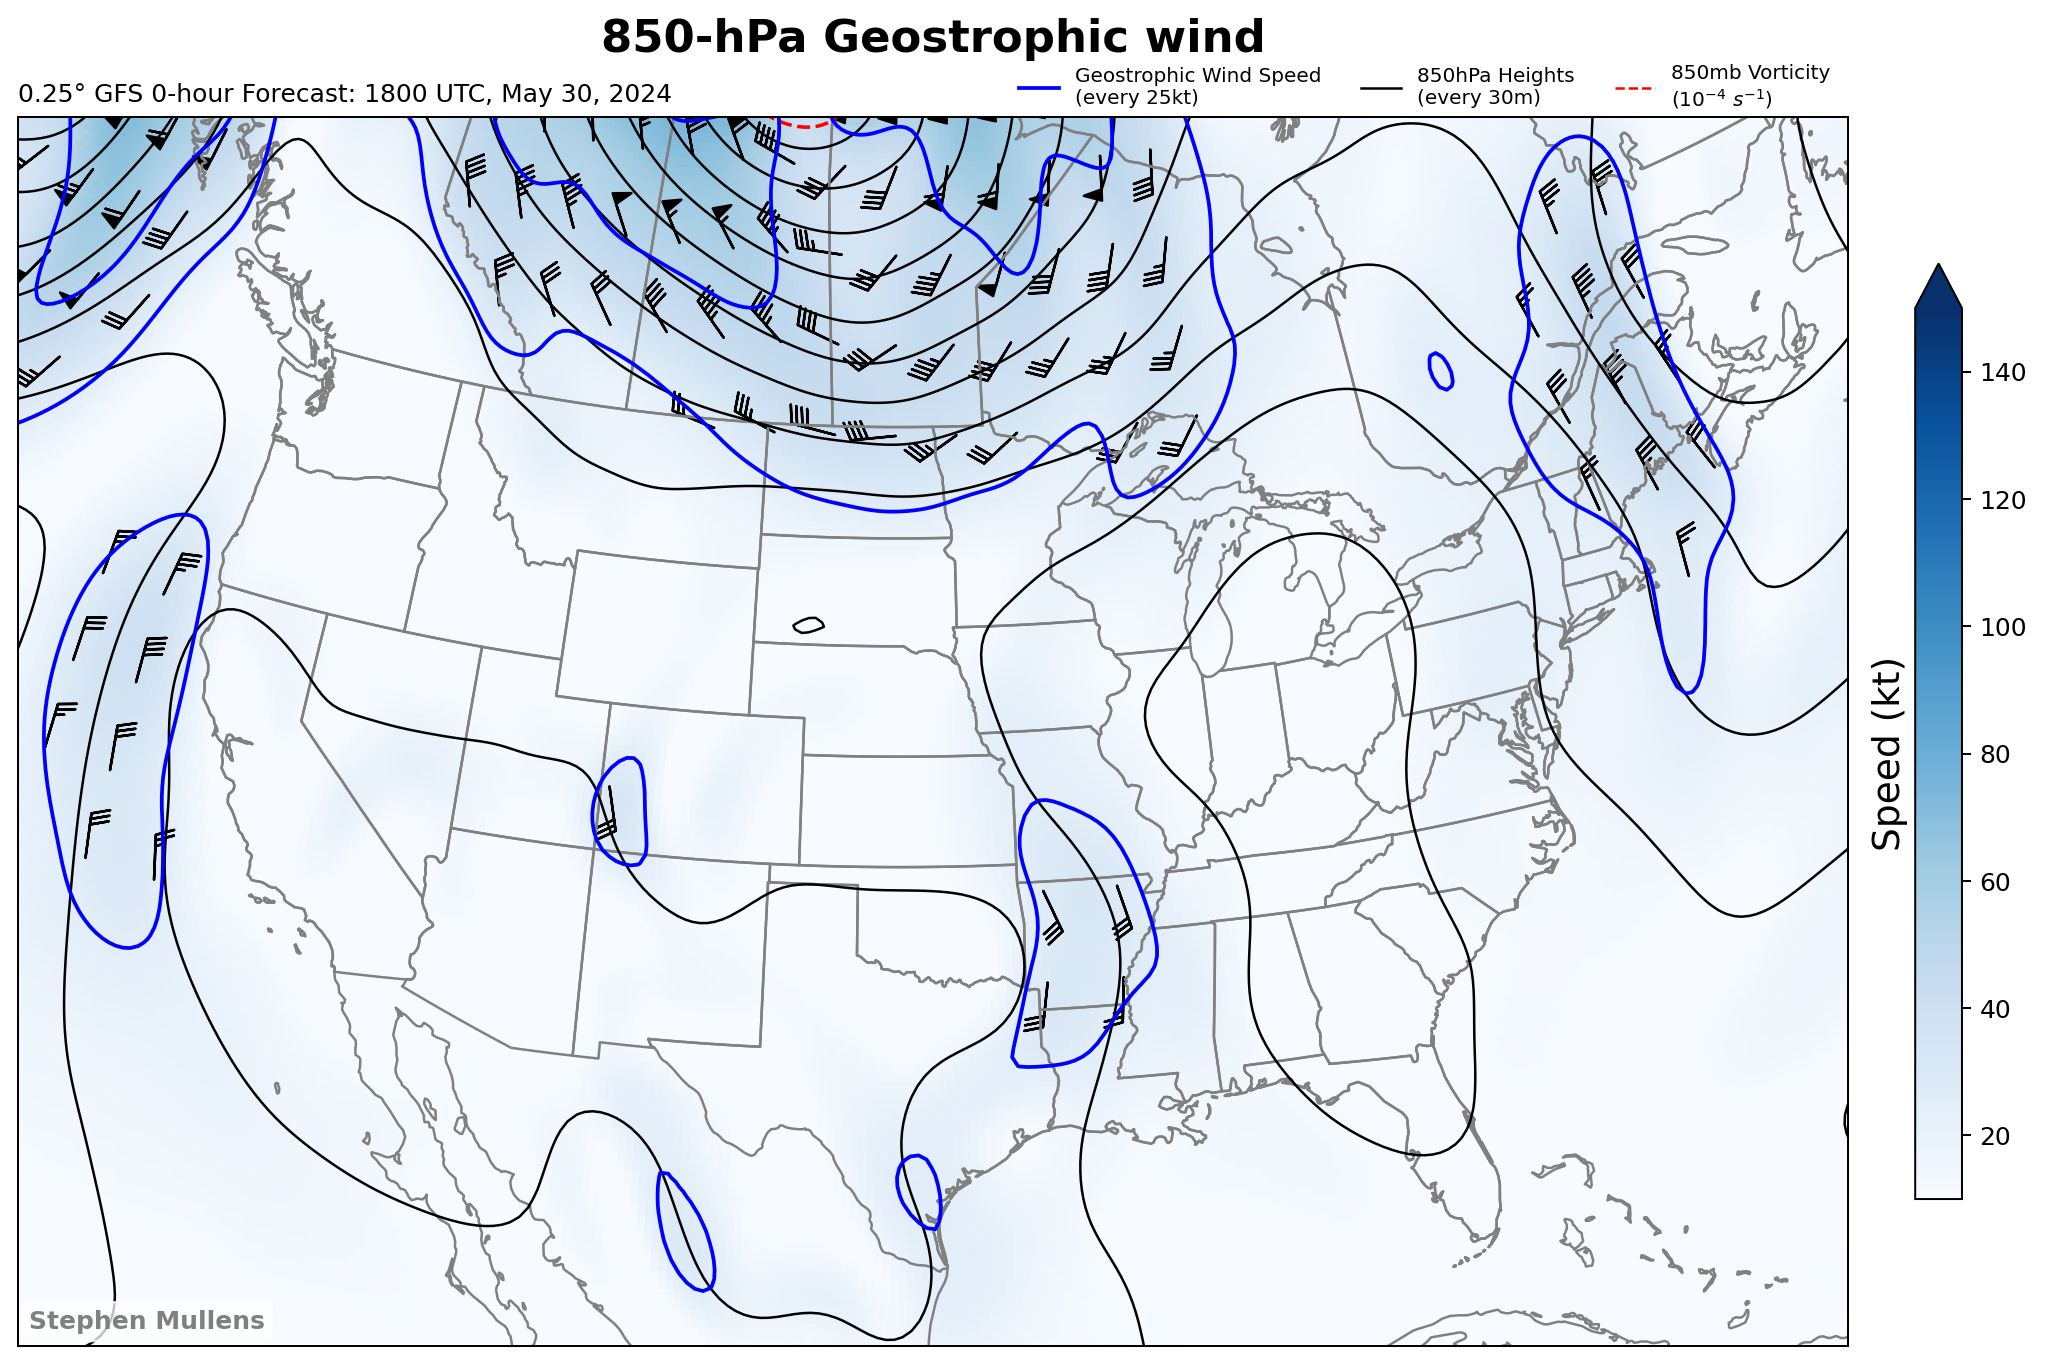 850-hPa Geostrophic wind
0.25° GFS 0-hour Forecast: 1800 UTC, May 30, 2024
Geostrophic Wind Speed
(every 25kt)
850hPa Heights
(every 30m)
850mb Vorticity
(10⁻⁴ s⁻¹)
140
120
100
80
60
40
20
Speed (kt)
Stephen Mullens